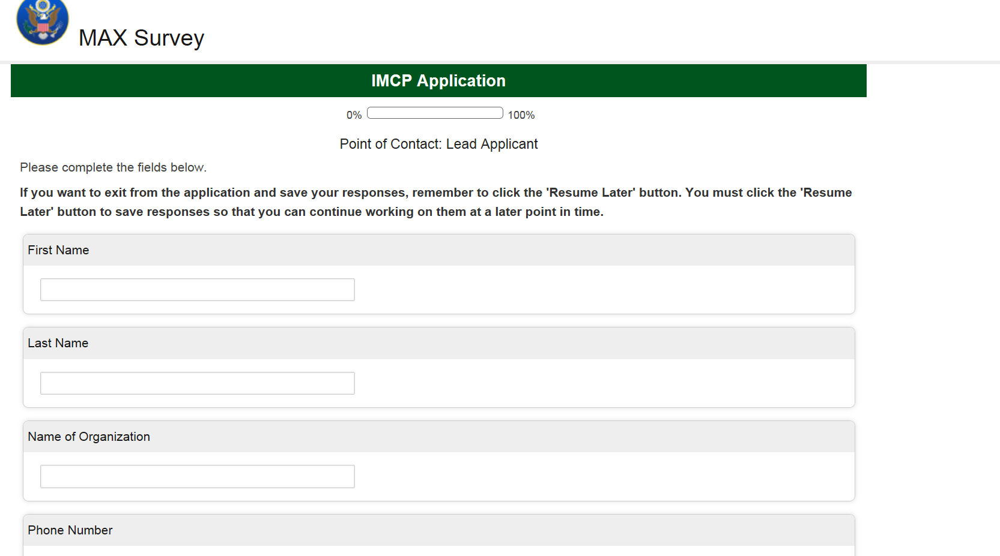 MAX Survey
IMCP Application
0% 100%
Point of Contact: Lead Applicant
Please complete the fields below.
If you want to exit from the application and save your responses, remember to click the 'Resume Later' button. You must click the 'Resume
Later' button to save responses so that you can continue working on them at a later point in time.
First Name
Last Name
Name of Organization
Phone Number